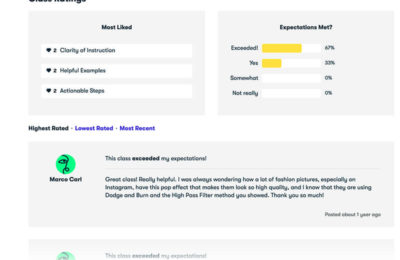 Class Ratings
Most Liked
2 Clarity of Instruction
2 Helpful Examples
2 Actionable Steps
Expectations Met?
Exceeded! 67%
Yes 33%
Somewhat 0%
Not really 0%
Highest Rated · Lowest Rated · Most Recent
Marco Carl
This class exceeded my expectations!
Great class! Really helpful. I was always wondering how a lot of fashion pictures, especially on
Instagram, have this pop effect that makes them look so high quality, and I know that they are using
Dodge and Burn and the High Pass Filter method you showed. Thank you so much!
Posted about 1 year ago
This class exceeded my expectations!